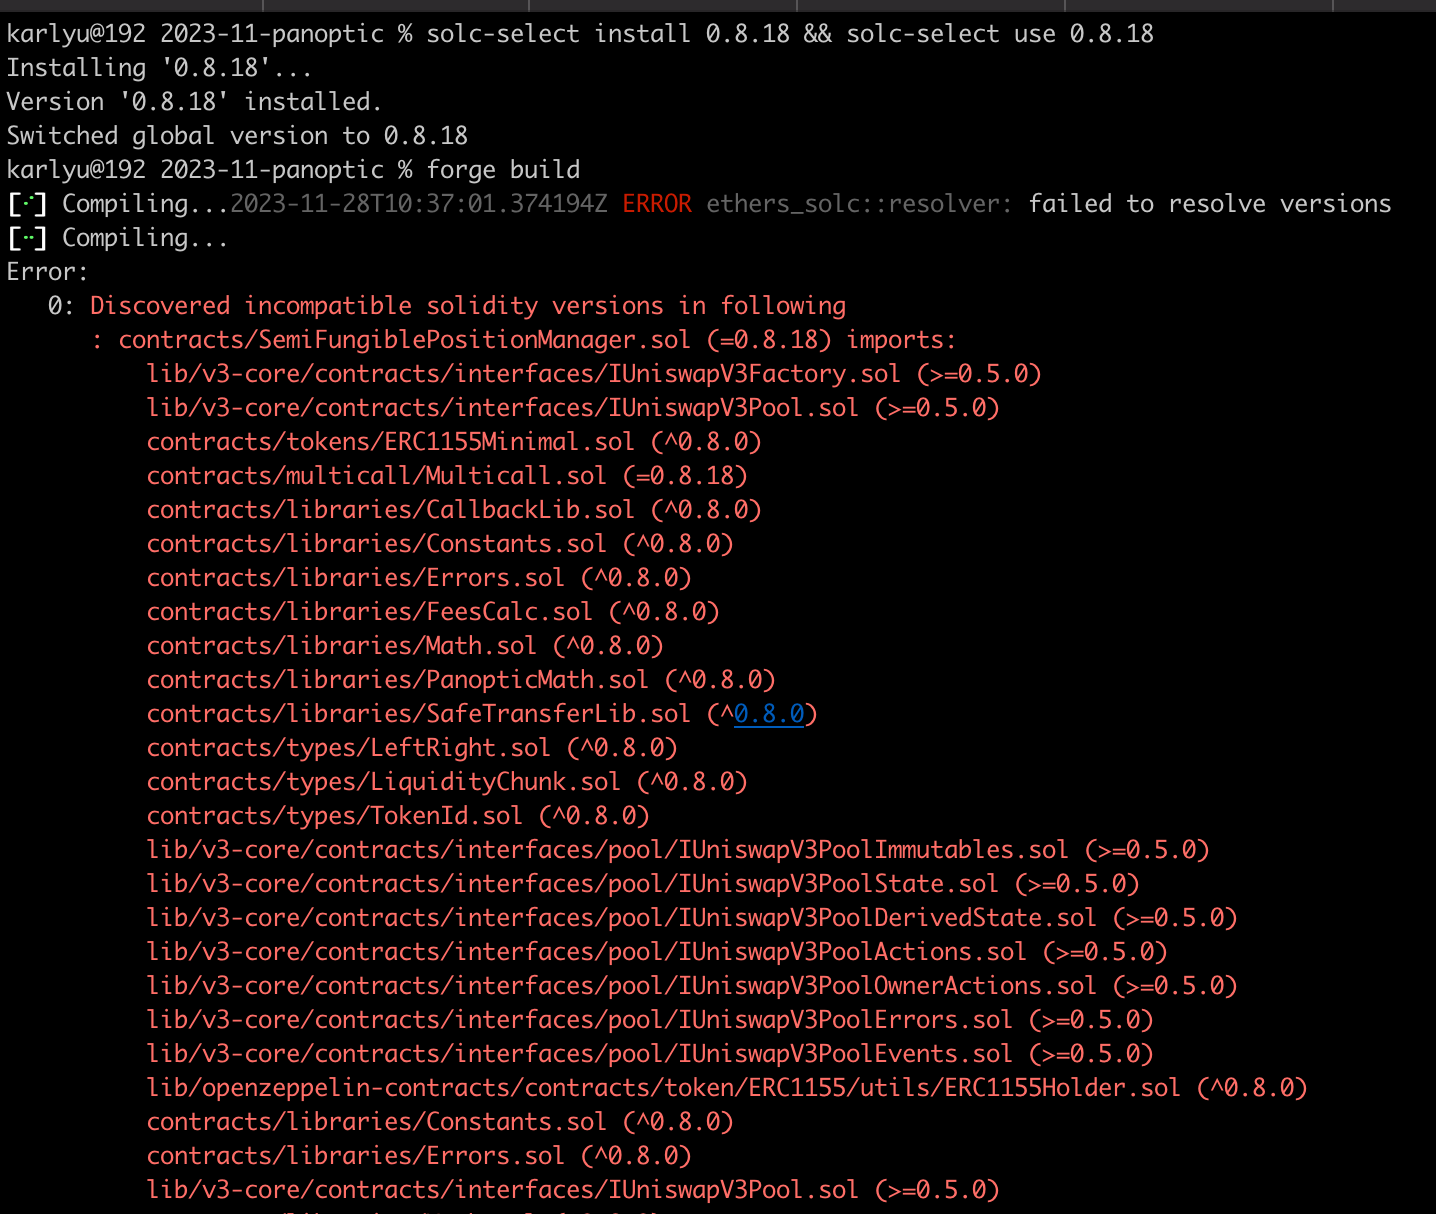 karlyu@192 2023-11-panoptic % solc-select install 0.8.18 && solc-select use 0.8.18
Installing '0.8.18'...
Version '0.8.18' installed.
Switched global version to 0.8.18
karlyu@192 2023-11-panoptic % forge build
[⠊] Compiling...2023-11-28T10:37:01.374194Z ERROR ethers_solc::resolver: failed to resolve versions
[⠒] Compiling...
Error:
   0: Discovered incompatible solidity versions in following
      : contracts/SemiFungiblePositionManager.sol (=0.8.18) imports:
          lib/v3-core/contracts/interfaces/IUniswapV3Factory.sol (>=0.5.0)
          lib/v3-core/contracts/interfaces/IUniswapV3Pool.sol (>=0.5.0)
          contracts/tokens/ERC1155Minimal.sol (^0.8.0)
          contracts/multicall/Multicall.sol (=0.8.18)
          contracts/libraries/CallbackLib.sol (^0.8.0)
          contracts/libraries/Constants.sol (^0.8.0)
          contracts/libraries/Errors.sol (^0.8.0)
          contracts/libraries/FeesCalc.sol (^0.8.0)
          contracts/libraries/Math.sol (^0.8.0)
          contracts/libraries/PanopticMath.sol (^0.8.0)
          contracts/libraries/SafeTransferLib.sol (^0.8.0)
          contracts/types/LeftRight.sol (^0.8.0)
          contracts/types/LiquidityChunk.sol (^0.8.0)
          contracts/types/TokenId.sol (^0.8.0)
          lib/v3-core/contracts/interfaces/pool/IUniswapV3PoolImmutables.sol (>=0.5.0)
          lib/v3-core/contracts/interfaces/pool/IUniswapV3PoolState.sol (>=0.5.0)
          lib/v3-core/contracts/interfaces/pool/IUniswapV3PoolDerivedState.sol (>=0.5.0)
          lib/v3-core/contracts/interfaces/pool/IUniswapV3PoolActions.sol (>=0.5.0)
          lib/v3-core/contracts/interfaces/pool/IUniswapV3PoolOwnerActions.sol (>=0.5.0)
          lib/v3-core/contracts/interfaces/pool/IUniswapV3PoolErrors.sol (>=0.5.0)
          lib/v3-core/contracts/interfaces/pool/IUniswapV3PoolEvents.sol (>=0.5.0)
          lib/openzeppelin-contracts/contracts/token/ERC1155/utils/ERC1155Holder.sol (^0.8.0)
          contracts/libraries/Constants.sol (^0.8.0)
          contracts/libraries/Errors.sol (^0.8.0)
          lib/v3-core/contracts/interfaces/IUniswapV3Pool.sol (>=0.5.0)